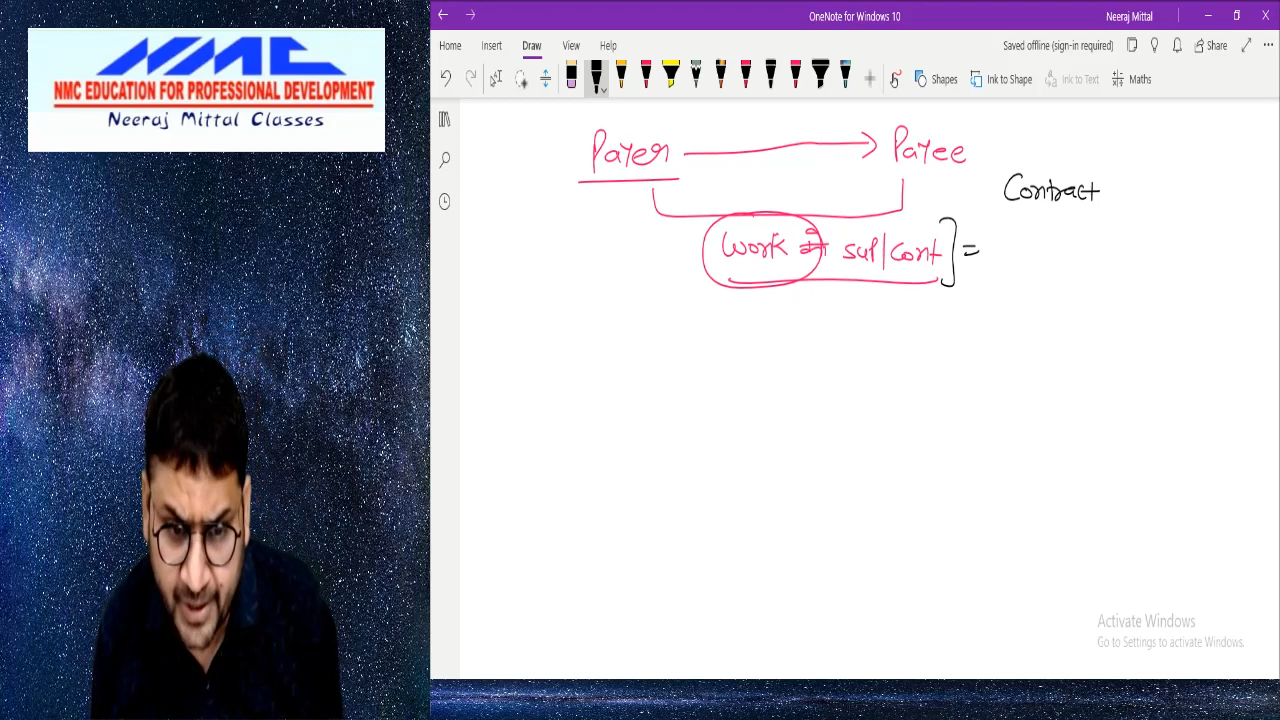 NMC
NMC EDUCATION FOR PROFESSIONAL DEVELOPMENT
Neeraj Mittal Classes
OneNote for Windows 10
Neeraj Mittal
Home Insert Draw View Help
Saved offline (sign-in required) Share
Shapes Ink to Shape Ink to Text Maths
Payer Payee
Contract
work sul/cont ] =
Activate Windows
Go to Settings to activate Windows.